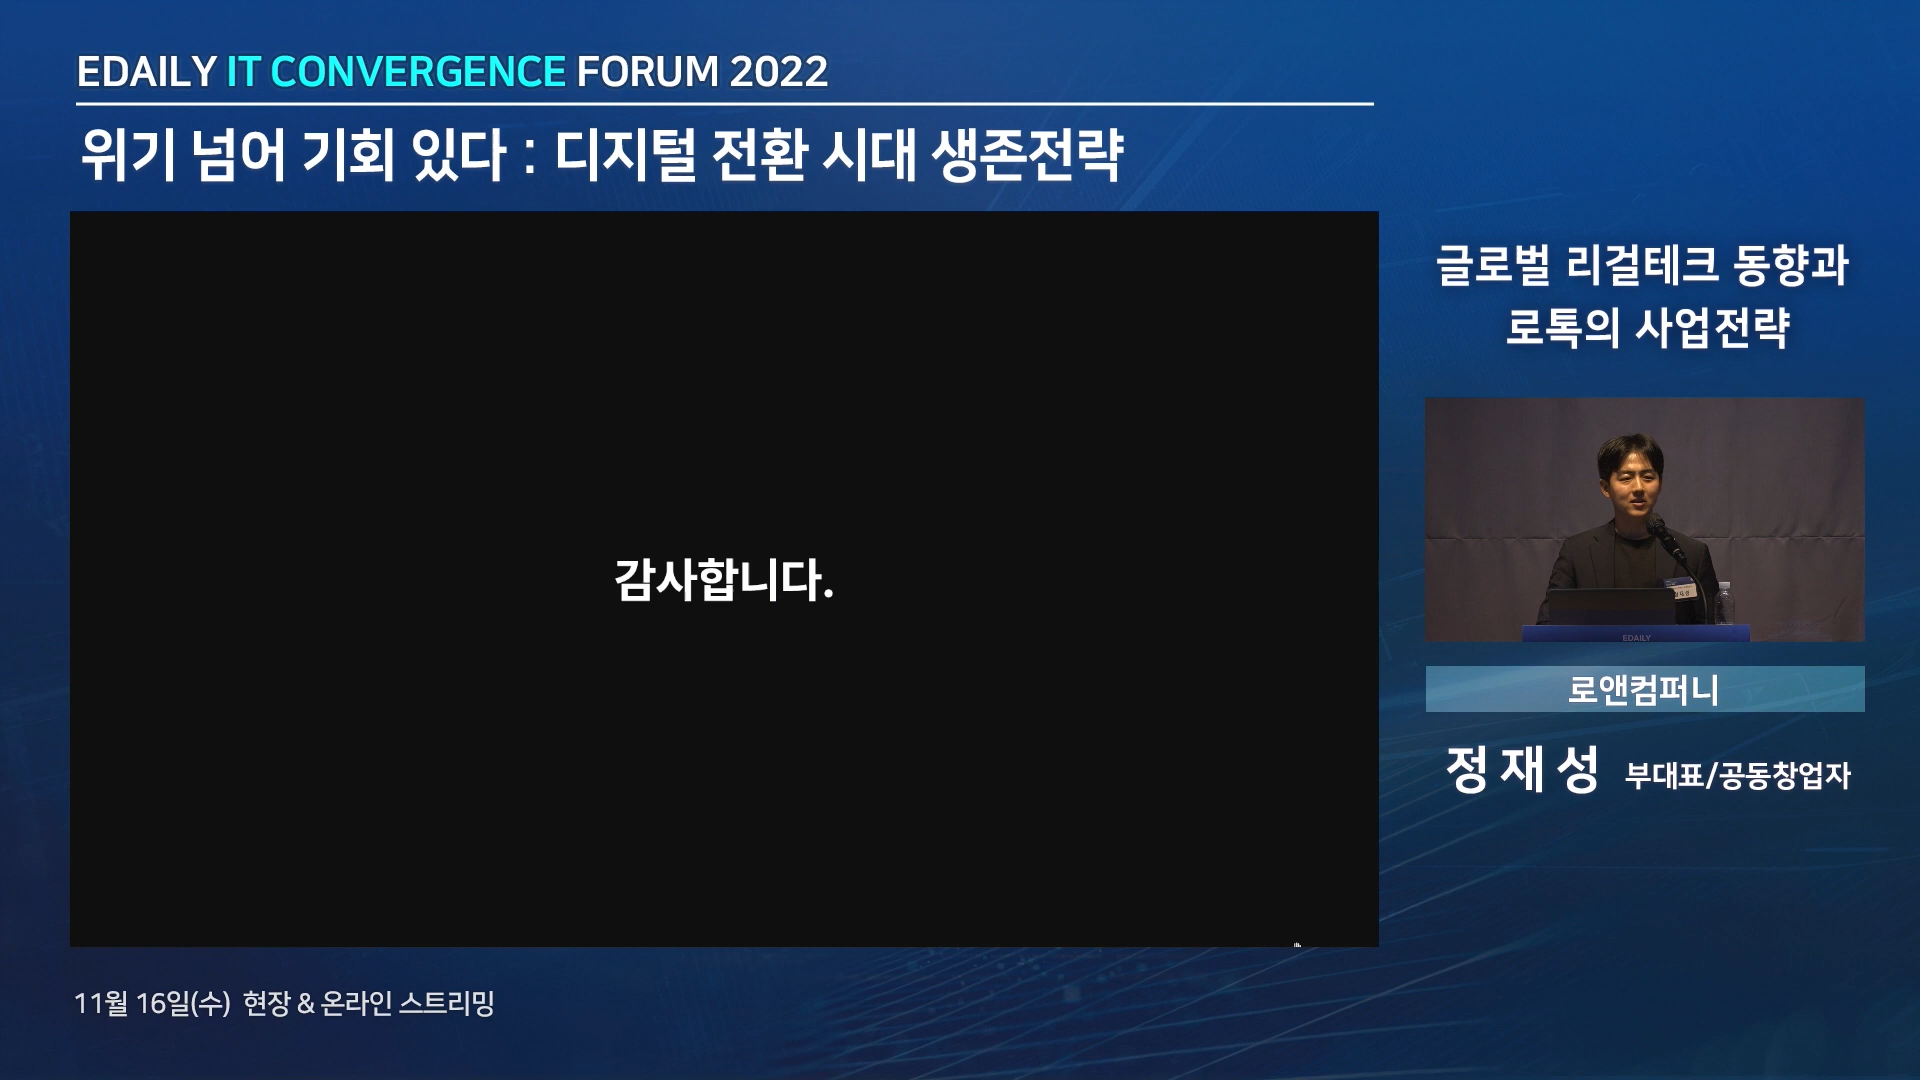 EDAILY IT CONVERGENCE FORUM 2022
위기 넘어 기회 있다 : 디지털 전환 시대 생존전략
글로벌 리걸테크 동향과
로톡의 사업전략
감사합니다.
EDAILY
로앤컴퍼니
정재성 부대표/공동창업자
11월 16일(수) 현장 & 온라인 스트리밍